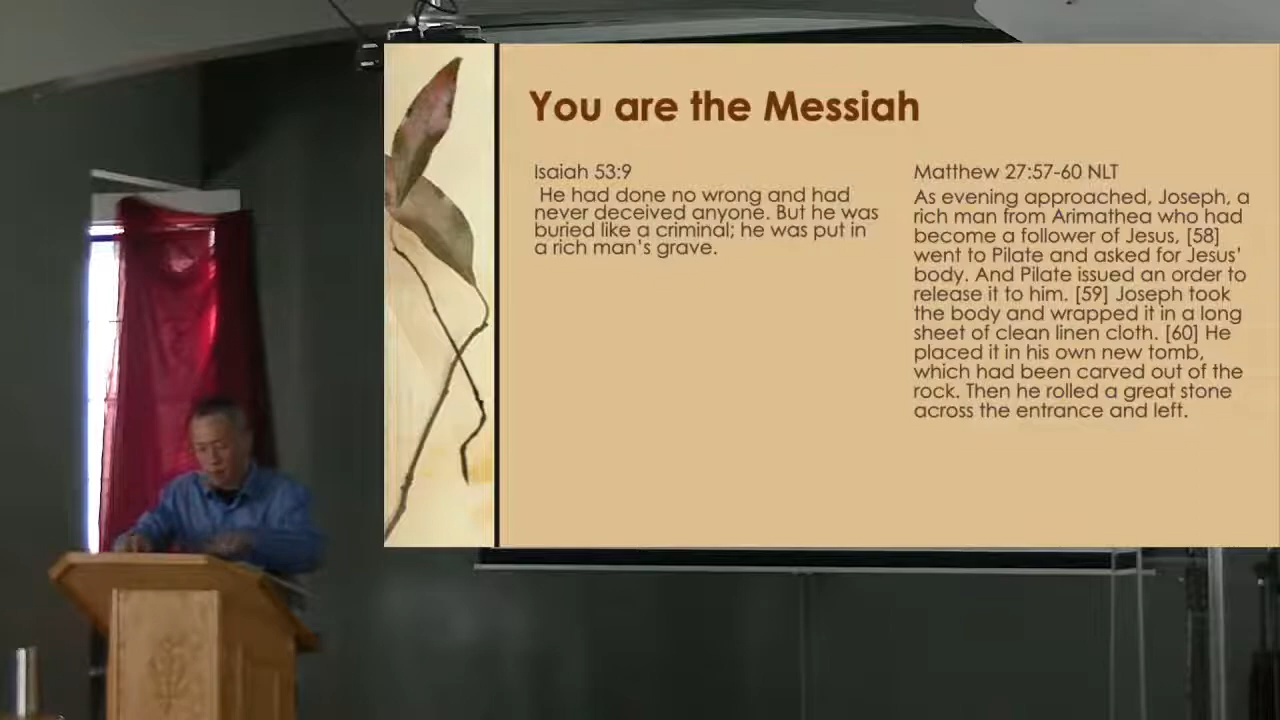 You are the Messiah
Isaiah 53:9
He had done no wrong and had
never deceived anyone. But he was
buried like a criminal; he was put in
a rich man's grave.
Matthew 27:57-60 NLT
As evening approached, Joseph, a
rich man from Arimathea who had
become a follower of Jesus, [58]
went to Pilate and asked for Jesus'
body. And Pilate issued an order to
release it to him. [59] Joseph took
the body and wrapped it in a long
sheet of clean linen cloth. [60] He
placed it in his own new tomb,
which had been carved out of the
rock. Then he rolled a great stone
across the entrance and left.